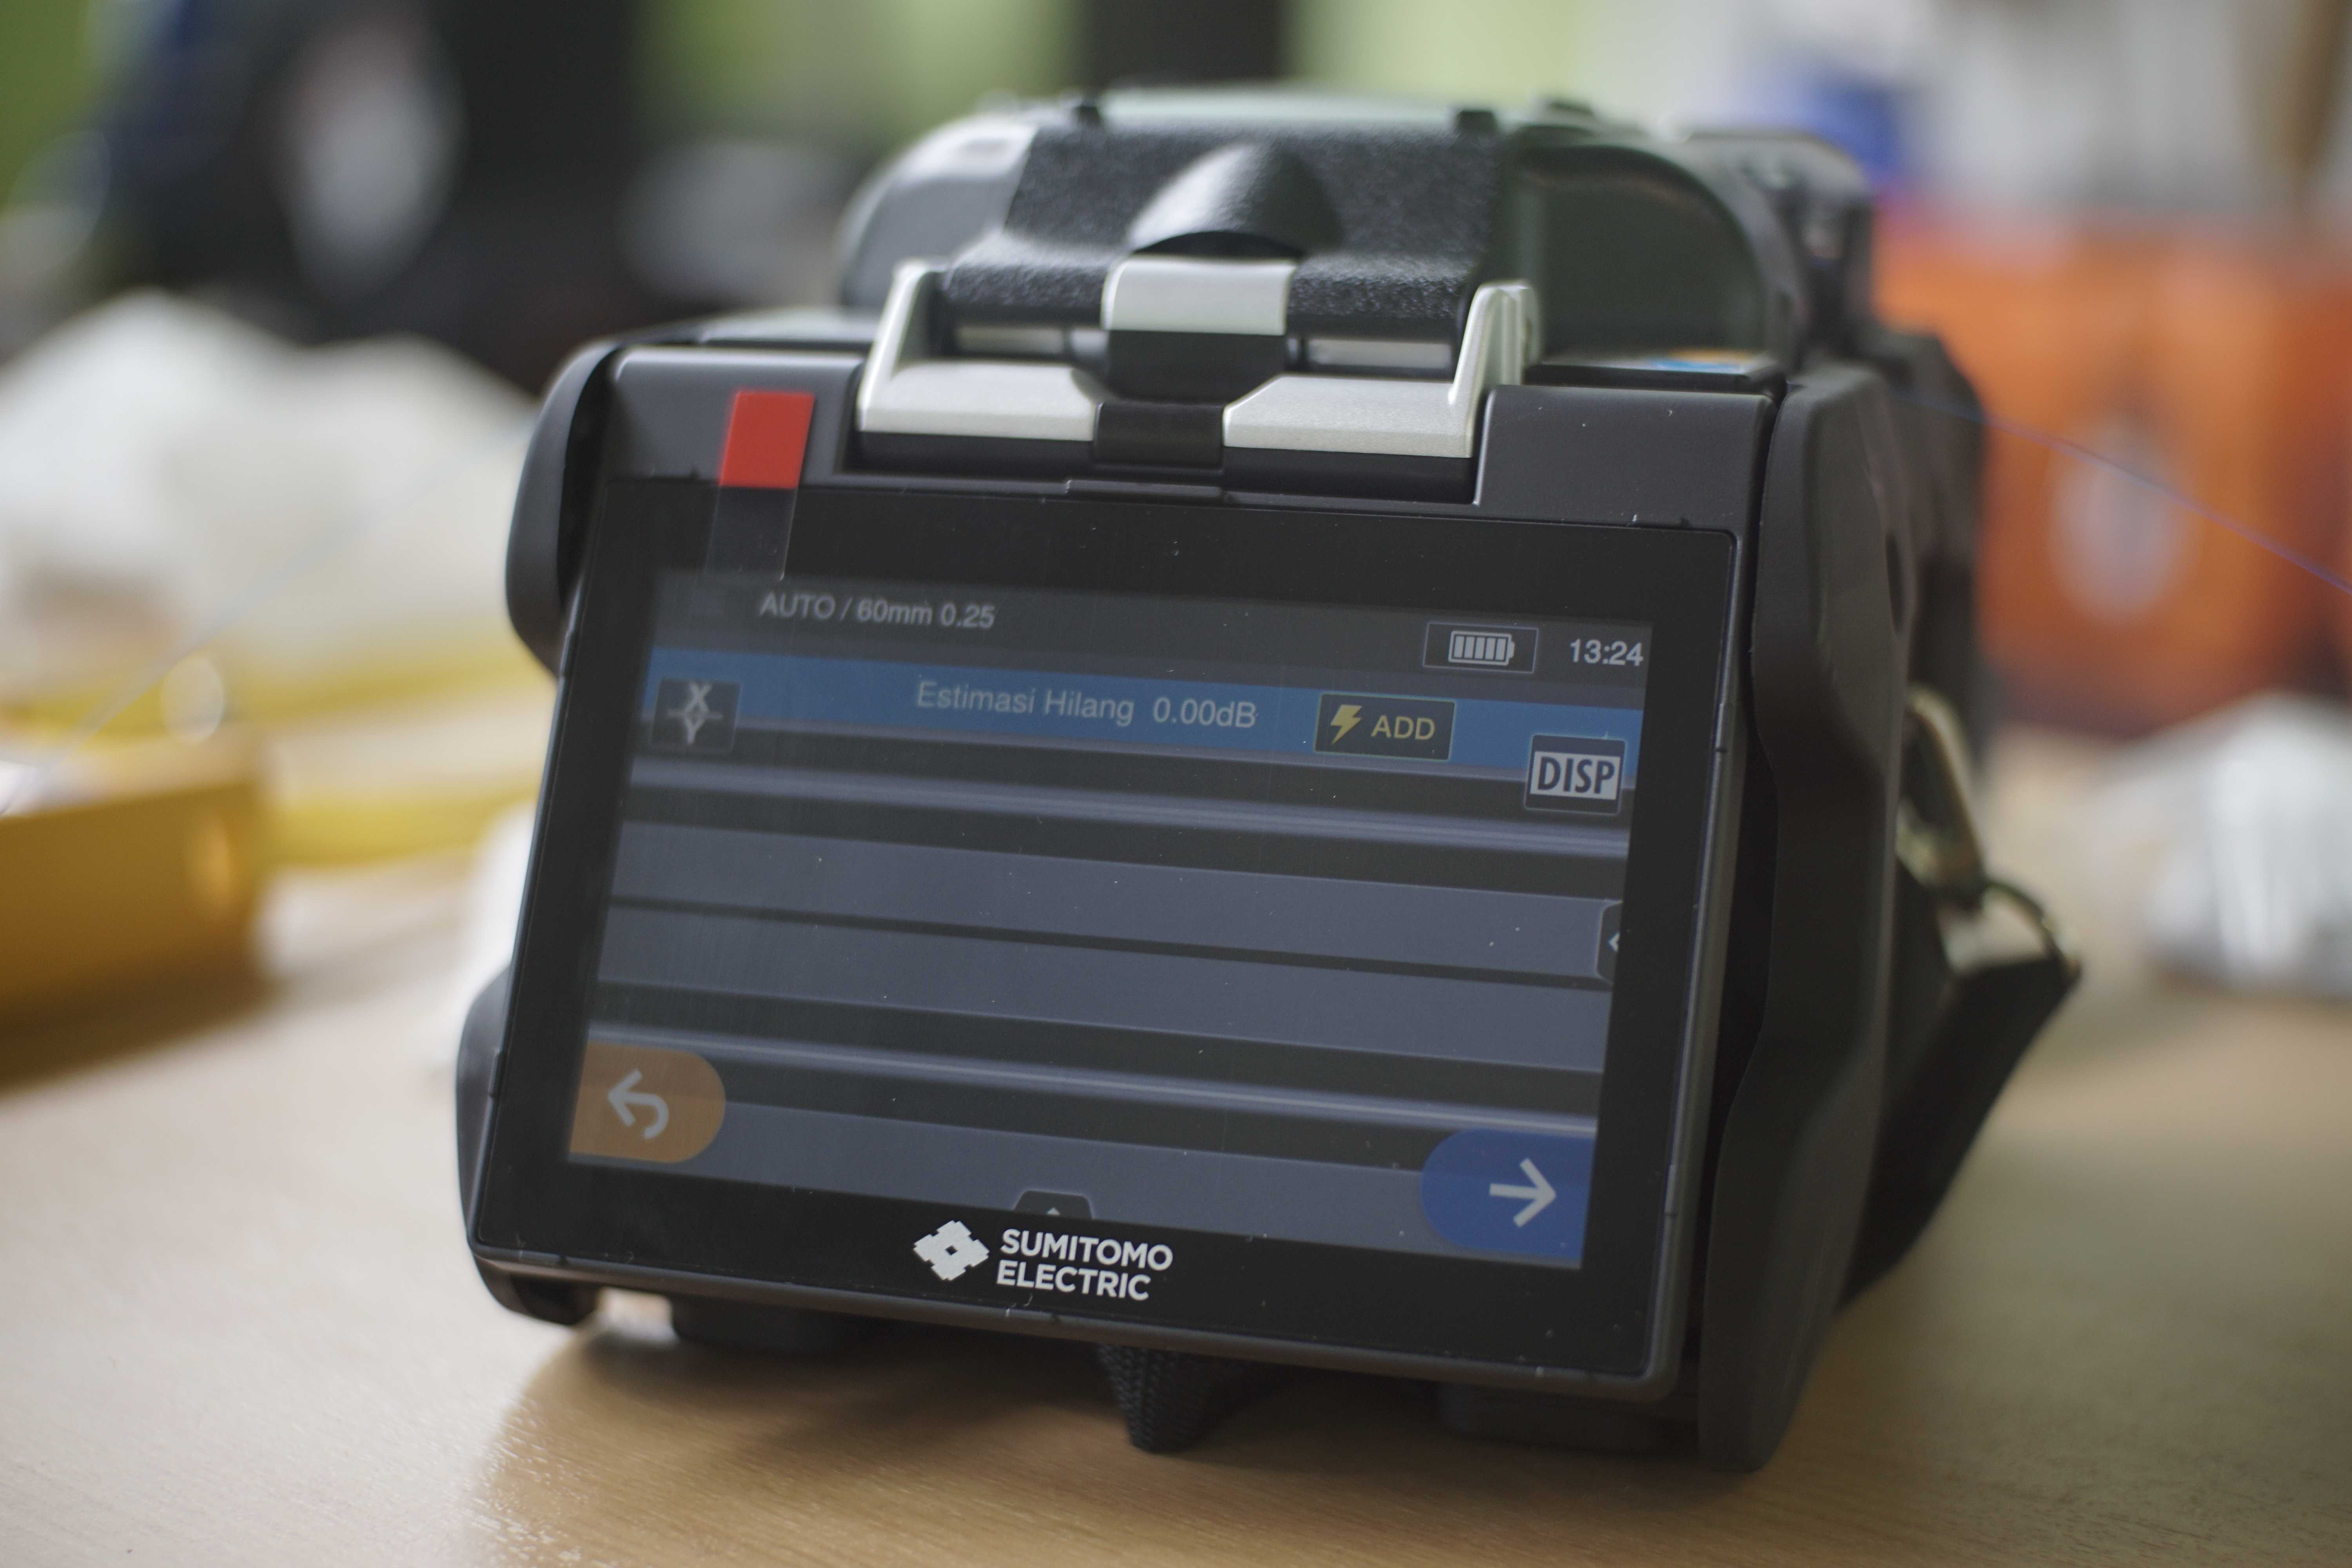 AUTO / 60mm 0.25
13:24
X
Y
Estimasi Hilang 0.00dB
ADD
DISP
SUMITOMO
ELECTRIC